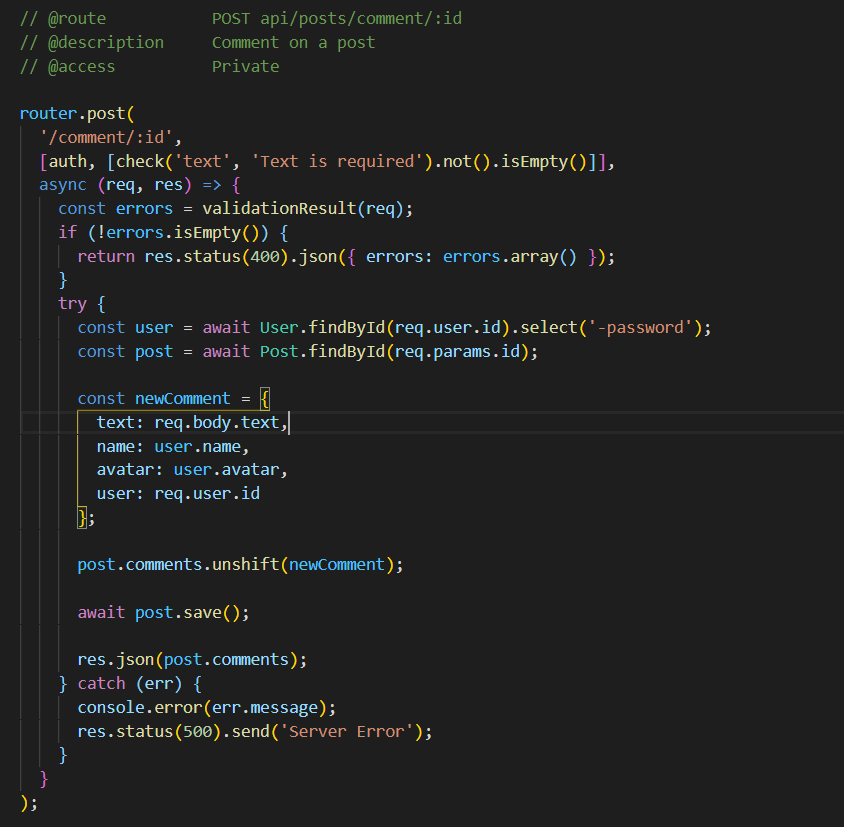 // @route           POST api/posts/comment/:id
// @description     Comment on a post
// @access          Private

router.post(
  '/comment/:id',
  [auth, [check('text', 'Text is required').not().isEmpty()]],
  async (req, res) => {
    const errors = validationResult(req);
    if (!errors.isEmpty()) {
      return res.status(400).json({ errors: errors.array() });
    }
    try {
      const user = await User.findById(req.user.id).select('-password');
      const post = await Post.findById(req.params.id);

      const newComment = {
        text: req.body.text,
        name: user.name,
        avatar: user.avatar,
        user: req.user.id
      };

      post.comments.unshift(newComment);

      await post.save();

      res.json(post.comments);
    } catch (err) {
      console.error(err.message);
      res.status(500).send('Server Error');
    }
  }
);